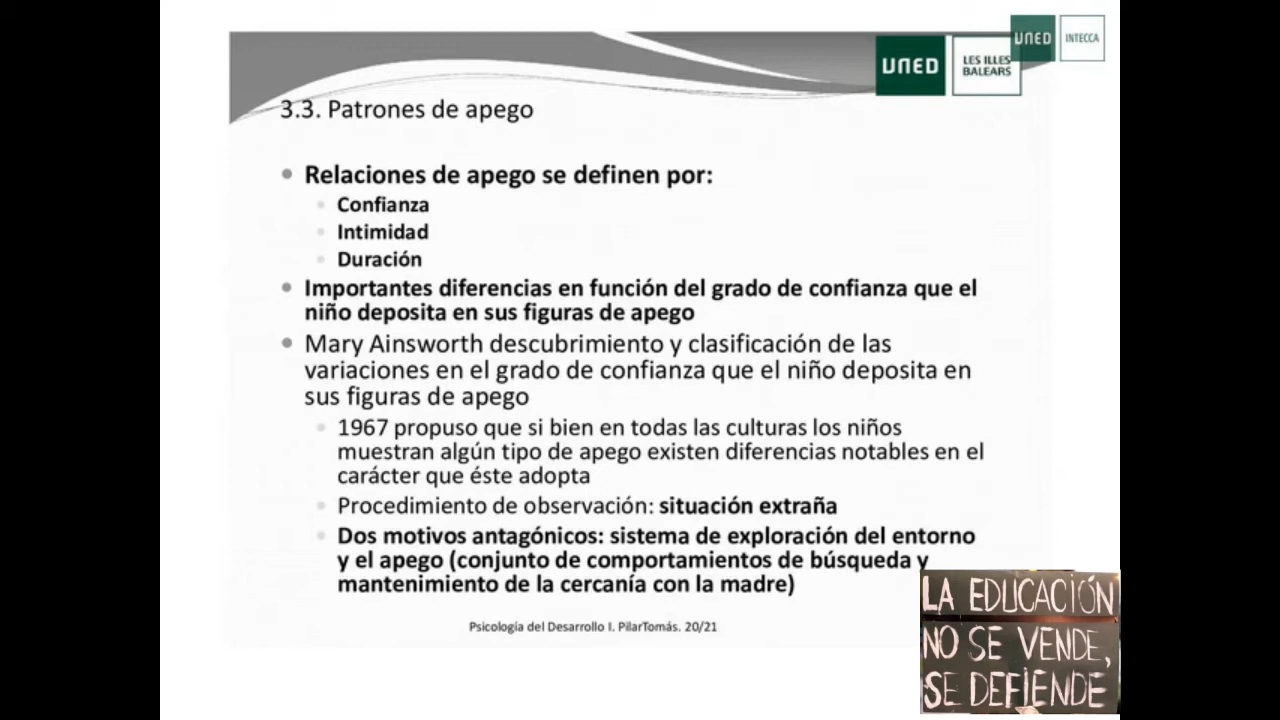 UNED
INTECCA
UNED
LES ILLES
BALEARS
3.3. Patrones de apego
Relaciones de apego se definen por:
Confianza
Intimidad
Duración
Importantes diferencias en función del grado de confianza que el
niño deposita en sus figuras de apego
Mary Ainsworth descubrimiento y clasificación de las
variaciones en el grado de confianza que el niño deposita en
sus figuras de apego
1967 propuso que si bien en todas las culturas los niños
muestran algún tipo de apego existen diferencias notables en el
carácter que éste adopta
Procedimiento de observación: situación extraña
Dos motivos antagónicos: sistema de exploración del entorno
y el apego (conjunto de comportamientos de búsqueda y
mantenimiento de la cercanía con la madre)
Psicología del Desarrollo I. PilarTomás. 20/21
LA EDUCACIÓN
NO SE VENDE,
SE DEFIENDE